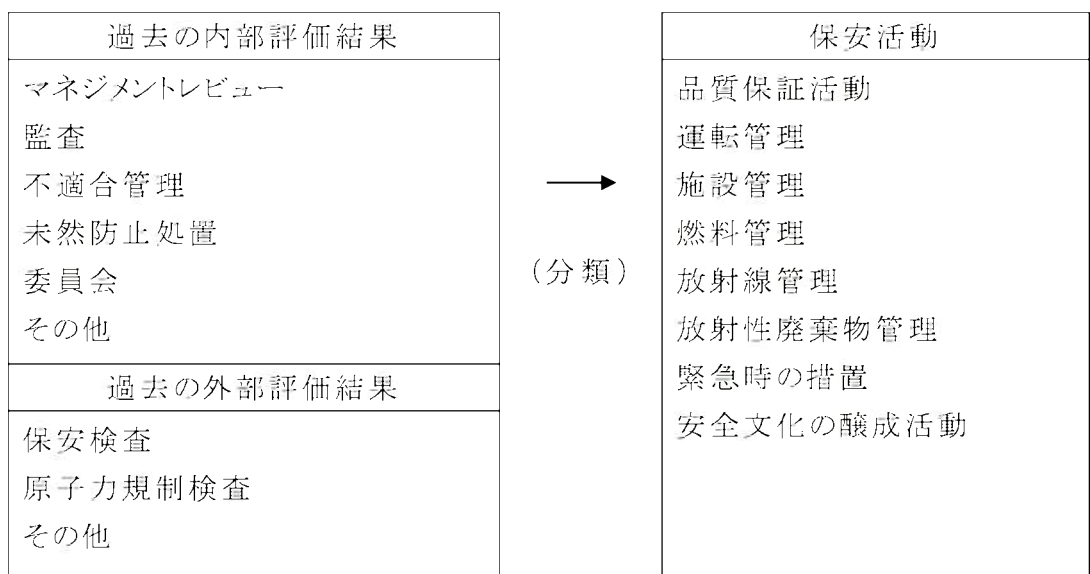 過去の内部評価結果
マネジメントレビュー
監査
不適合管理
未然防止処置
委員会
その他
過去の外部評価結果
保安検査
原子力規制検査
その他
(分類)
保安活動
品質保証活動
運転管理
施設管理
燃料管理
放射線管理
放射性廃棄物管理
緊急時の措置
安全文化の醸成活動